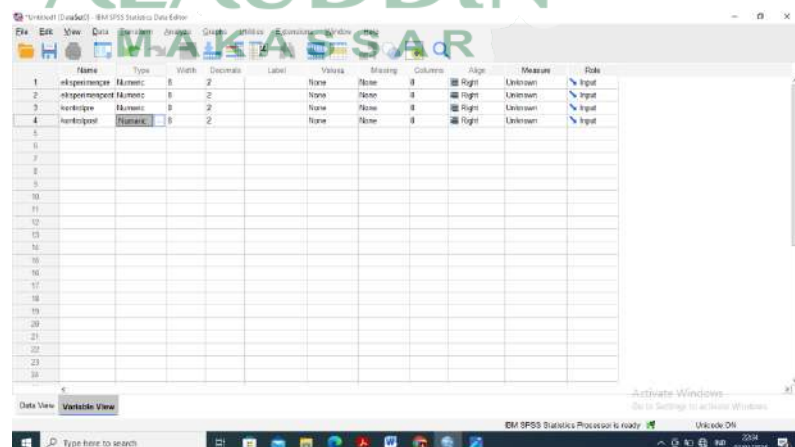 ALAUDDIN
*Untitled1 [DataSet0] - IBM SPSS Statistics Data Editor
File Edit View Data Transform Analyze Graphs Utilities Extensions Window Help
MAKASSAR
Name Type Width Decimals Label Values Missing Columns Align Measure Role
1 eksperimenpre Numeric 8 2 None None 8 Right Unknown Input
2 eksperimenpost Numeric 8 2 None None 8 Right Unknown Input
3 kontrolpre Numeric 8 2 None None 8 Right Unknown Input
4 kontrolpost Numeric 8 2 None None 8 Right Unknown Input
5
6
7
8
9
10
11
12
13
14
15
16
17
18
19
20
21
22
23
24
Activate Windows
Go to Settings to activate Windows.
Data View Variable View
IBM SPSS Statistics Processor is ready Unicode:ON
Type here to search
IND 22:04